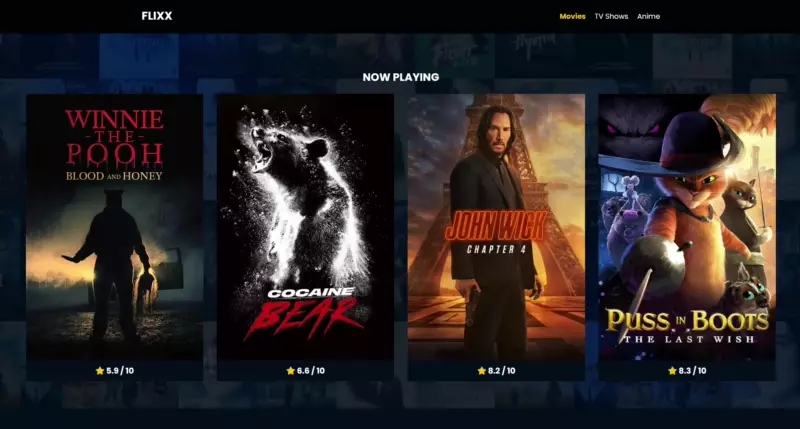 FLIXX
Movies TV Shows Anime
NOW PLAYING
WINNIE
-THE-
POOH
BLOOD AND HONEY
COCAINE
BEAR
JOHN WICK
CHAPTER 4
PUSS IN BOOTS
THE LAST WISH
5.9 / 10
6.6 / 10
8.2 / 10
8.3 / 10